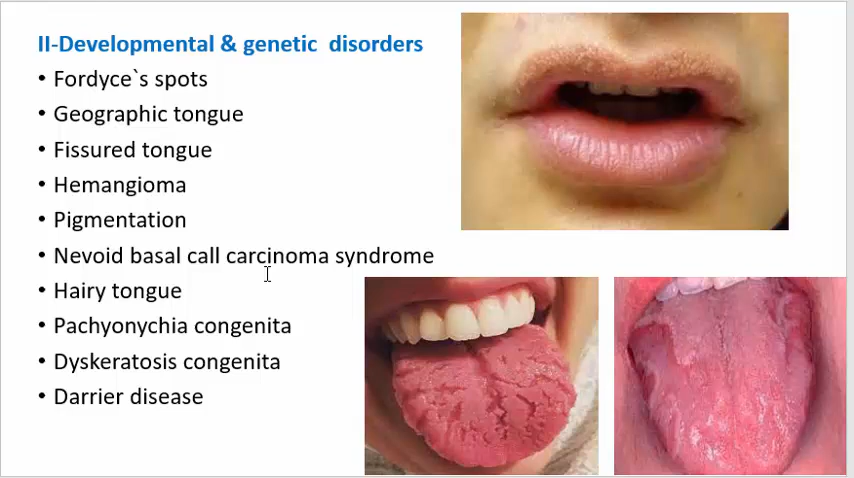 II-Developmental & genetic  disorders
• Fordyce`s spots
• Geographic tongue
• Fissured tongue
• Hemangioma
• Pigmentation
• Nevoid basal call carcinoma syndrome
• Hairy tongue
• Pachyonychia congenita
• Dyskeratosis congenita
• Darrier disease